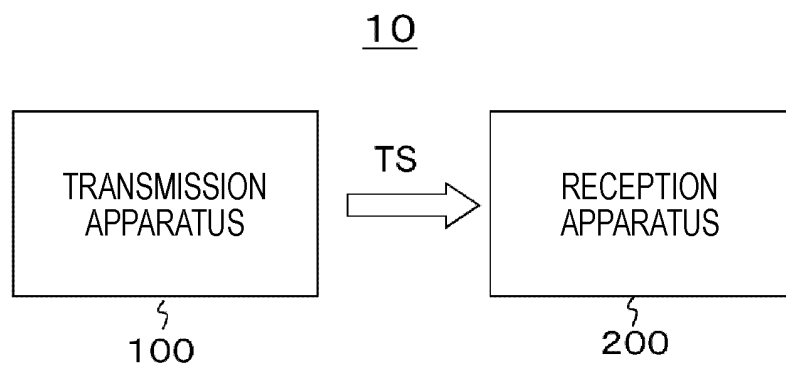 10
TRANSMISSION
APPARATUS
TS
RECEPTION
APPARATUS
100
200